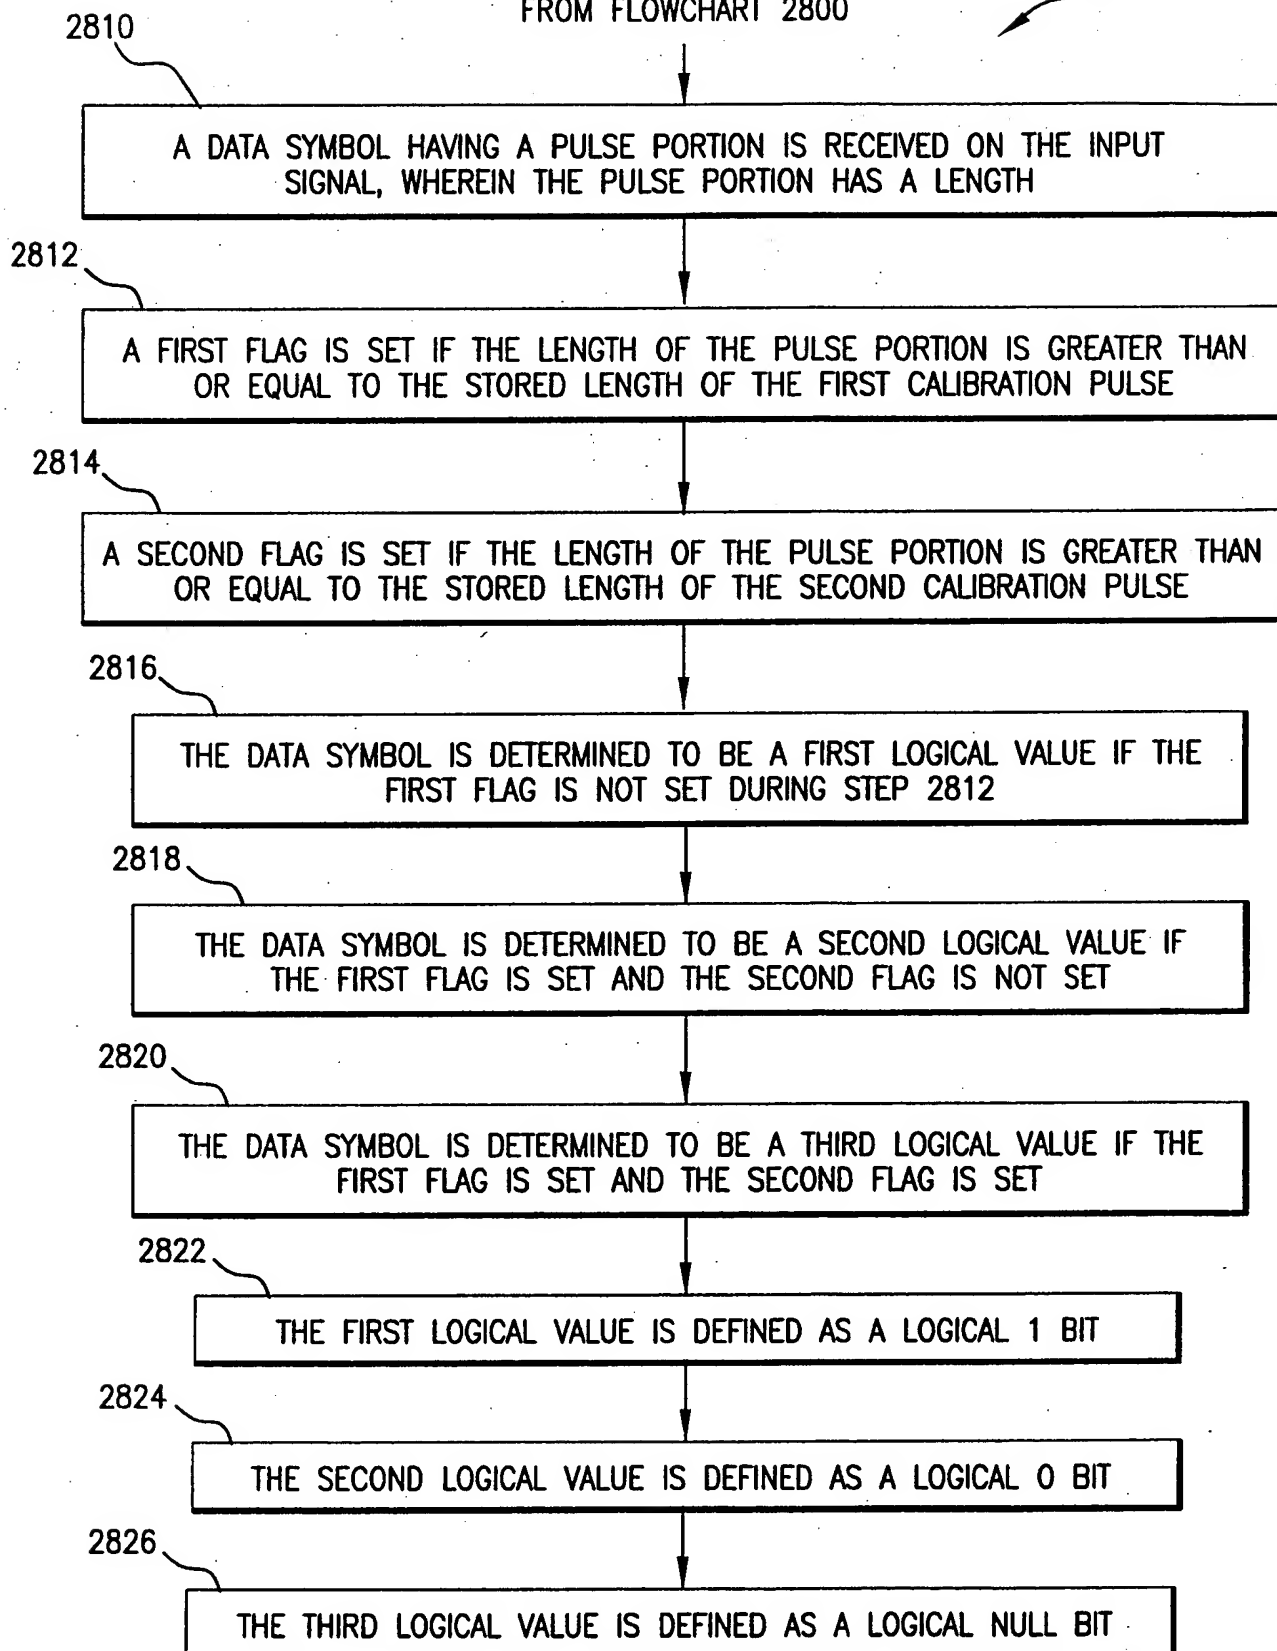 FROM FLOWCHART 2800
2810
A DATA SYMBOL HAVING A PULSE PORTION IS RECEIVED ON THE INPUT
SIGNAL, WHEREIN THE PULSE PORTION HAS A LENGTH
2812
A FIRST FLAG IS SET IF THE LENGTH OF THE PULSE PORTION IS GREATER THAN
OR EQUAL TO THE STORED LENGTH OF THE FIRST CALIBRATION PULSE
2814
A SECOND FLAG IS SET IF THE LENGTH OF THE PULSE PORTION IS GREATER THAN
OR EQUAL TO THE STORED LENGTH OF THE SECOND CALIBRATION PULSE
2816
THE DATA SYMBOL IS DETERMINED TO BE A FIRST LOGICAL VALUE IF THE
FIRST FLAG IS NOT SET DURING STEP 2812
2818
THE DATA SYMBOL IS DETERMINED TO BE A SECOND LOGICAL VALUE IF
THE FIRST FLAG IS SET AND THE SECOND FLAG IS NOT SET
2820
THE DATA SYMBOL IS DETERMINED TO BE A THIRD LOGICAL VALUE IF THE
FIRST FLAG IS SET AND THE SECOND FLAG IS SET
2822
THE FIRST LOGICAL VALUE IS DEFINED AS A LOGICAL 1 BIT
2824
THE SECOND LOGICAL VALUE IS DEFINED AS A LOGICAL 0 BIT
2826
THE THIRD LOGICAL VALUE IS DEFINED AS A LOGICAL NULL BIT